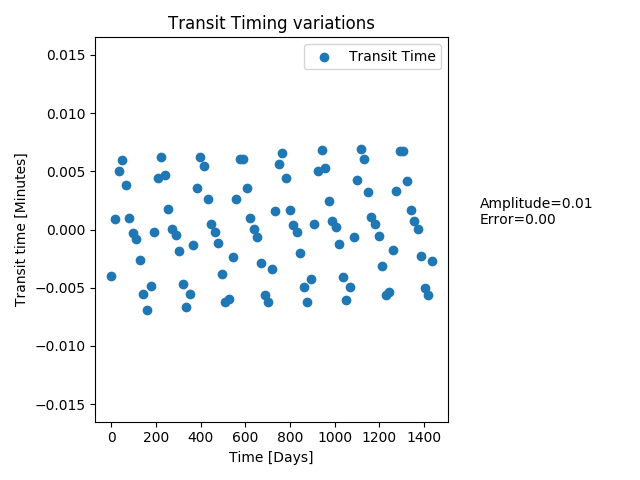 Transit Timing variations
Transit Time
0.015
0.010
0.005
0.000
−0.005
−0.010
−0.015
Transit time [Minutes]
0 200 400 600 800 1000 1200 1400
Time [Days]
Amplitude=0.01
Error=0.00